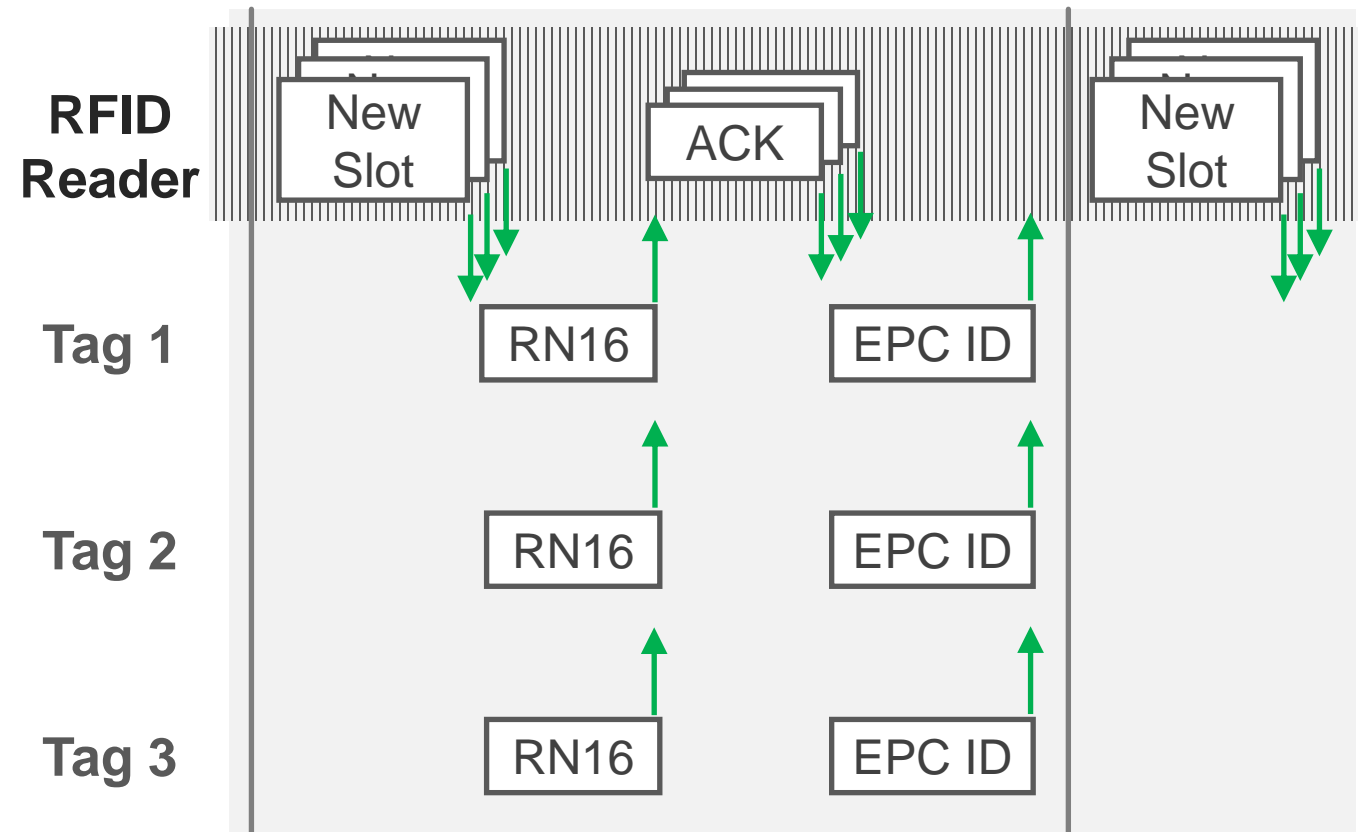 RFID
Reader
New
Slot
ACK
New
Slot
Tag 1
RN16
EPC ID
Tag 2
RN16
EPC ID
Tag 3
RN16
EPC ID